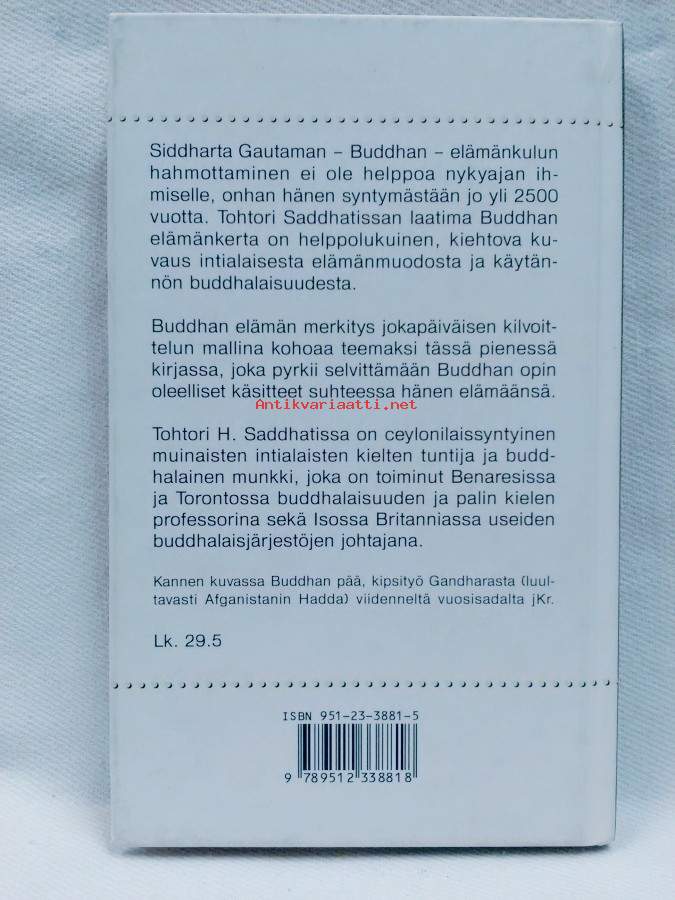 Siddharta Gautaman – Buddhan – elämänkulun
hahmottaminen ei ole helppoa nykyajan ih-
miselle, onhan hänen syntymästään jo yli 2500
vuotta. Tohtori Saddhatissan laatima Buddhan
elämänkerta on helppolukuinen, kiehtova ku-
vaus intialaisesta elämänmuodosta ja käytän-
nön buddhalaisuudesta.
Buddhan elämän merkitys jokapäiväisen kilvoit-
telun mallina kohoaa teemaksi tässä pienessä
kirjassa, joka pyrkii selvittämään Buddhan opin
oleelliset käsitteet suhteessa hänen elämäänsä.
Antikvariaatti.net
Tohtori H. Saddhatissa on ceylonilaissyntyinen
muinaisten intialaisten kielten tuntija ja budd-
halainen munkki, joka on toiminut Benaresissa
ja Torontossa buddhalaisuuden ja palin kielen
professorina sekä Isossa Britanniassa useiden
buddhalaisjärjestöjen johtajana.
Kannen kuvassa Buddhan pää, kipsityö Gandharasta (luul-
tavasti Afganistanin Hadda) viidenneltä vuosisadalta jKr.
Lk. 29.5
ISBN 951-23-3881-5
9 789512 338818